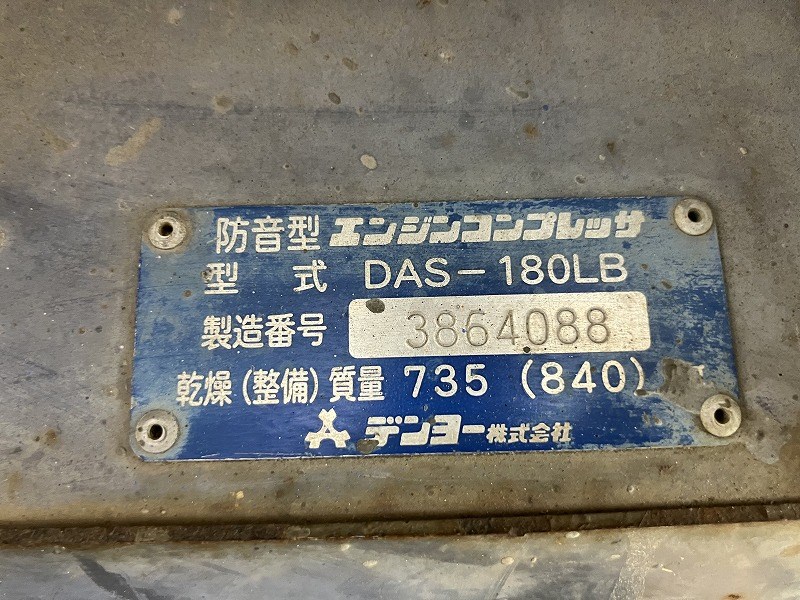 防音型 エンジンコンプレッサ
型式 DAS-180LB
製造番号 3864088
乾燥(整備)質量 735 (840)
デンヨー株式会社